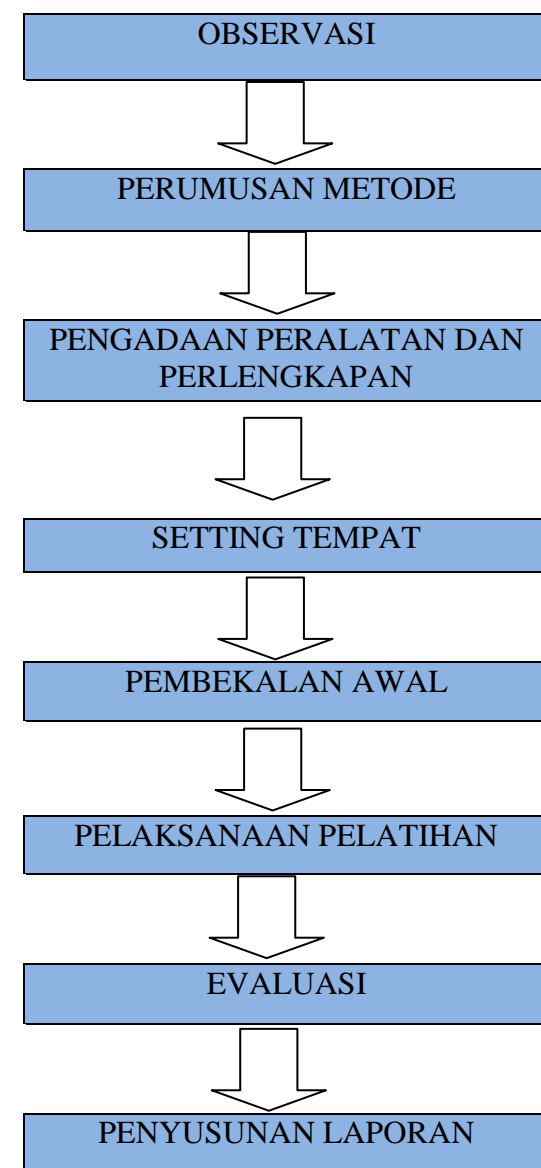 OBSERVASI
PERUMUSAN METODE
PENGADAAN PERALATAN DAN
PERLENGKAPAN
SETTING TEMPAT
PEMBEKALAN AWAL
PELAKSANAAN PELATIHAN
EVALUASI
PENYUSUNAN LAPORAN